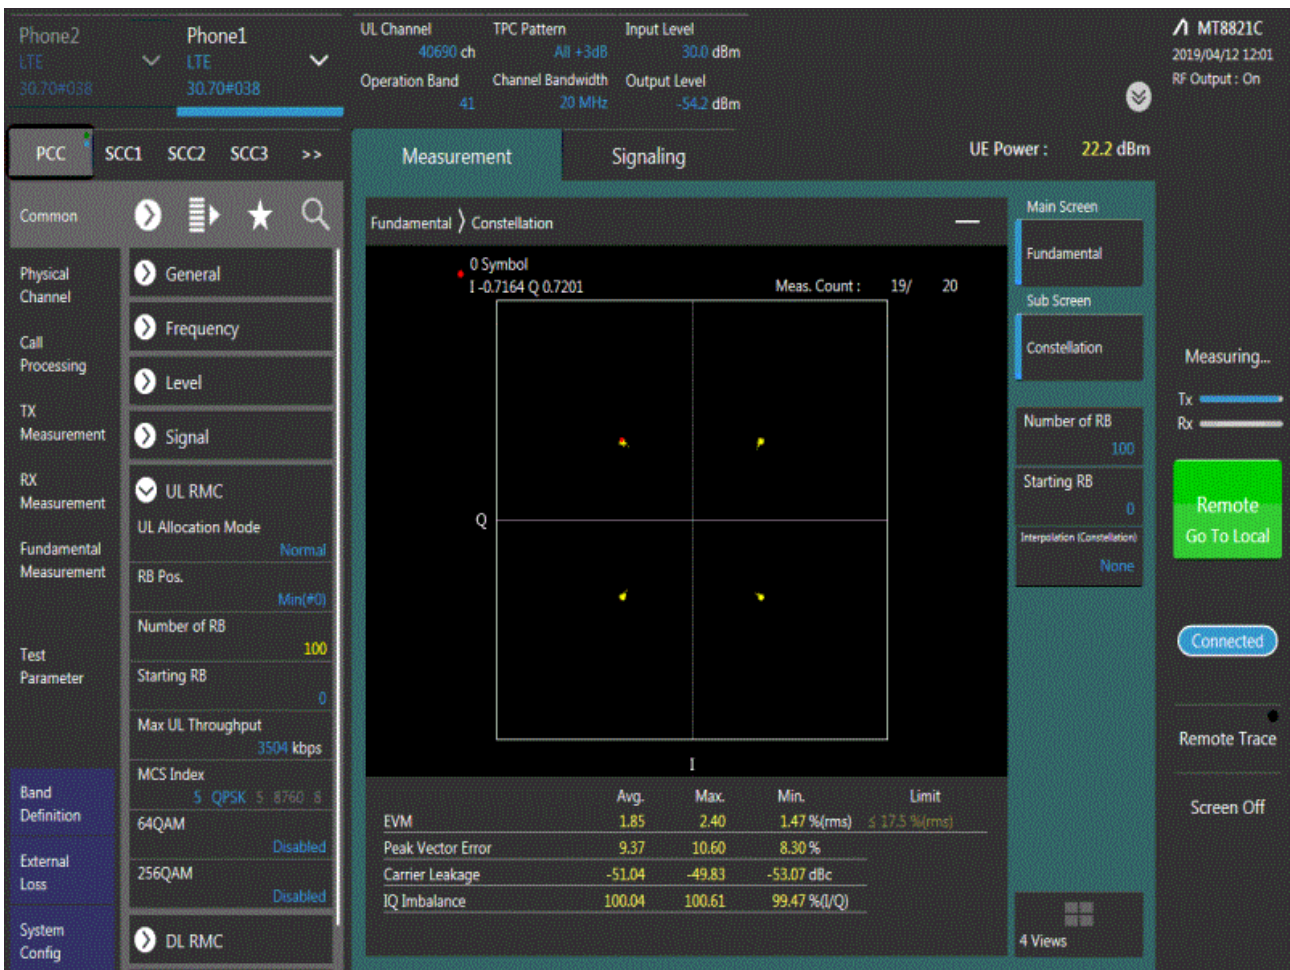 Phone2
LTE
30.70#038
Phone1
LTE
30.70#038
UL Channel
40690 ch
TPC Pattern
All +3dB
Input Level
30.0 dBm
Operation Band
41
Channel Bandwidth
20 MHz
Output Level
-54.2 dBm
MT8821C
2019/04/12 12:01
RF Output : On
PCC SCC1 SCC2 SCC3 >>
Measurement
Signaling
UE Power : 22.2 dBm
Common
Physical
Channel
Call
Processing
TX
Measurement
RX
Measurement
Fundamental
Measurement
Test
Parameter
Band
Definition
External
Loss
System
Config
General
Frequency
Level
Signal
UL RMC
UL Allocation Mode
Normal
RB Pos.
Min(#0)
Number of RB
100
Starting RB
0
Max UL Throughput
3504 kbps
MCS Index
5 QPSK 5 8760 8
64QAM
Disabled
256QAM
Disabled
DL RMC
Fundamental 〉 Constellation
0 Symbol
I -0.7164 Q 0.7201
Meas. Count : 19/ 20
Q
I
Avg. Max. Min. Limit
EVM 1.85 2.40 1.47 %(rms) ≤ 17.5 %(rms)
Peak Vector Error 9.37 10.60 8.30 %
Carrier Leakage -51.04 -49.83 -53.07 dBc
IQ Imbalance 100.04 100.61 99.47 %(I/Q)
Main Screen
Fundamental
Sub Screen
Constellation
Number of RB
100
Starting RB
0
Interpolation (Constellation)
None
4 Views
Measuring...
Tx
Rx
Remote
Go To Local
Connected
Remote Trace
Screen Off